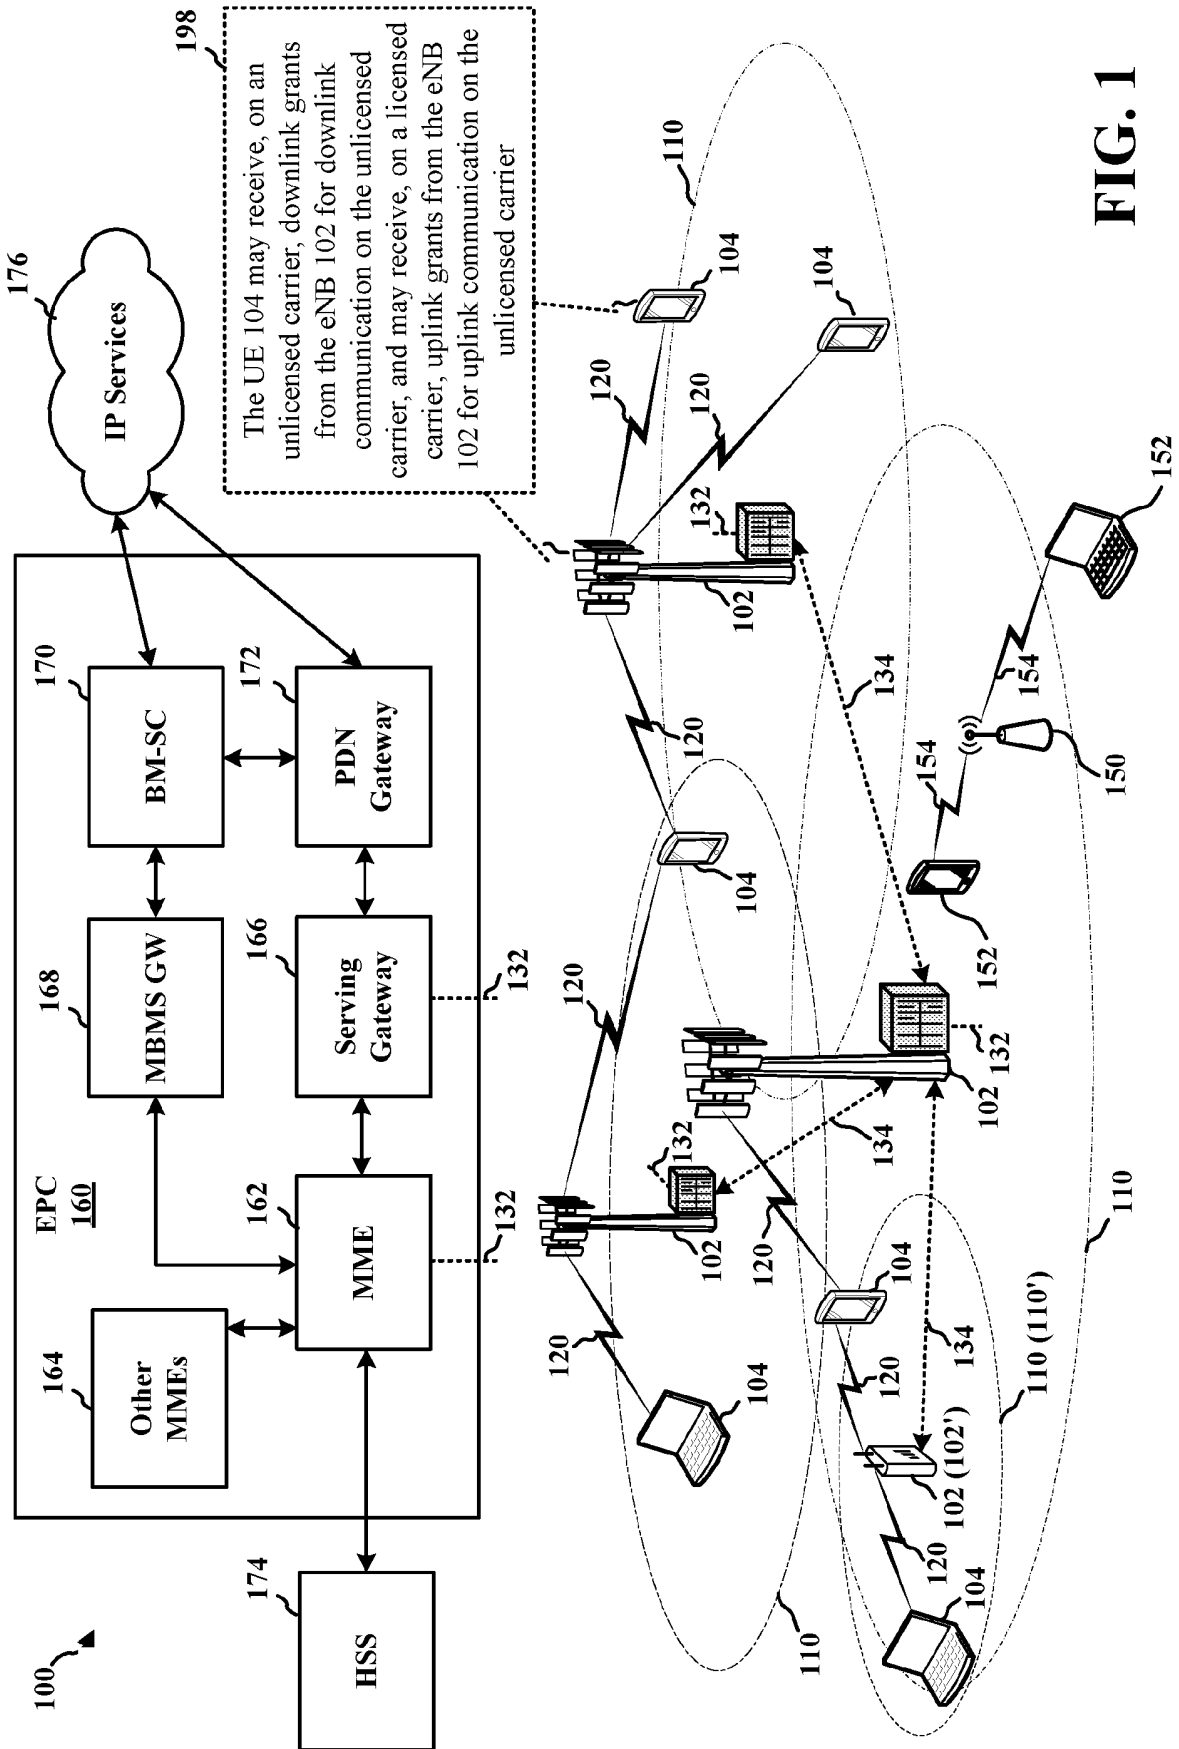 100
HSS
174
EPC
160
Other
MMEs
164
MME
162
132
MBMS GW
168
Serving
Gateway
166
132
BM-SC
170
PDN
Gateway
172
IP Services
176
198
The UE 104 may receive, on an
unlicensed carrier, downlink grants
from the eNB 102 for downlink
communication on the unlicensed
carrier, and may receive, on a licensed
carrier, uplink grants from the eNB
102 for uplink communication on the
unlicensed carrier
110
104
120
104
120
132
102
120
104
120
132
102
120
104
110
134
134
132
102
120
104
120
102 (102')
120
104
134
110 (110')
110
152
154
150
154
152
FIG. 1